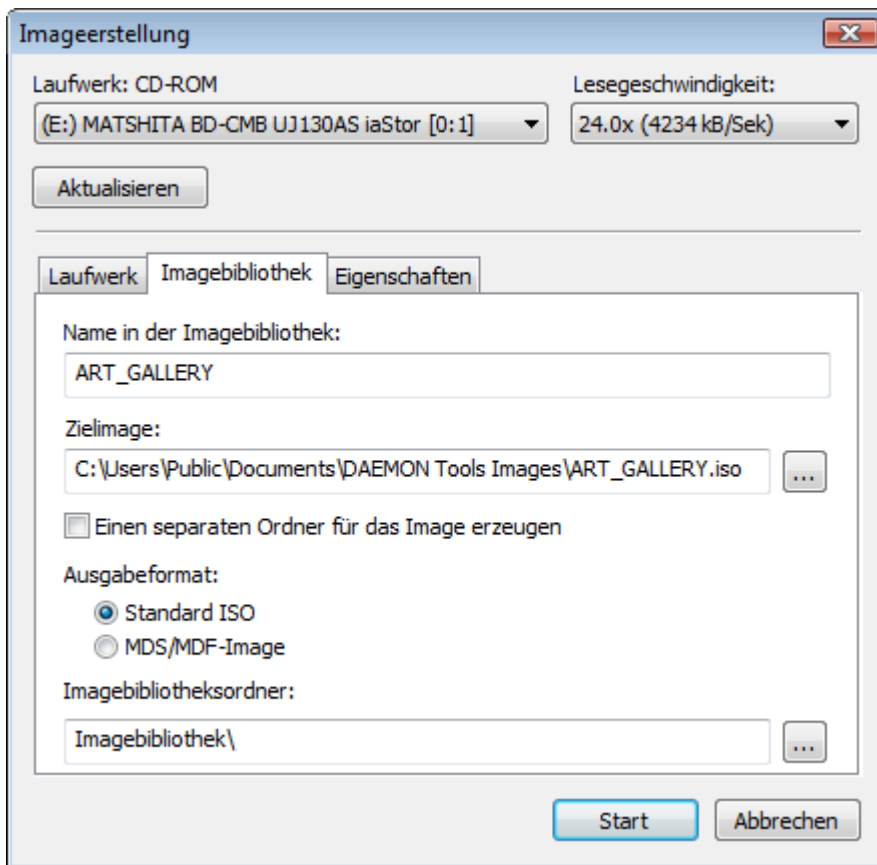 Imageerstellung
Laufwerk: CD-ROM Lesegeschwindigkeit:
(E:) MATSHITA BD-CMB UJ130AS iaStor [0:1] 24.0x (4234 kB/Sek)
Aktualisieren
Laufwerk Imagebibliothek Eigenschaften
Name in der Imagebibliothek:
ART_GALLERY
Zielimage:
C:\Users\Public\Documents\DAEMON Tools Images\ART_GALLERY.iso ...
Einen separaten Ordner für das Image erzeugen
Ausgabeformat:
Standard ISO
MDS/MDF-Image
Imagebibliotheksordner:
Imagebibliothek\ ...
Start Abbrechen